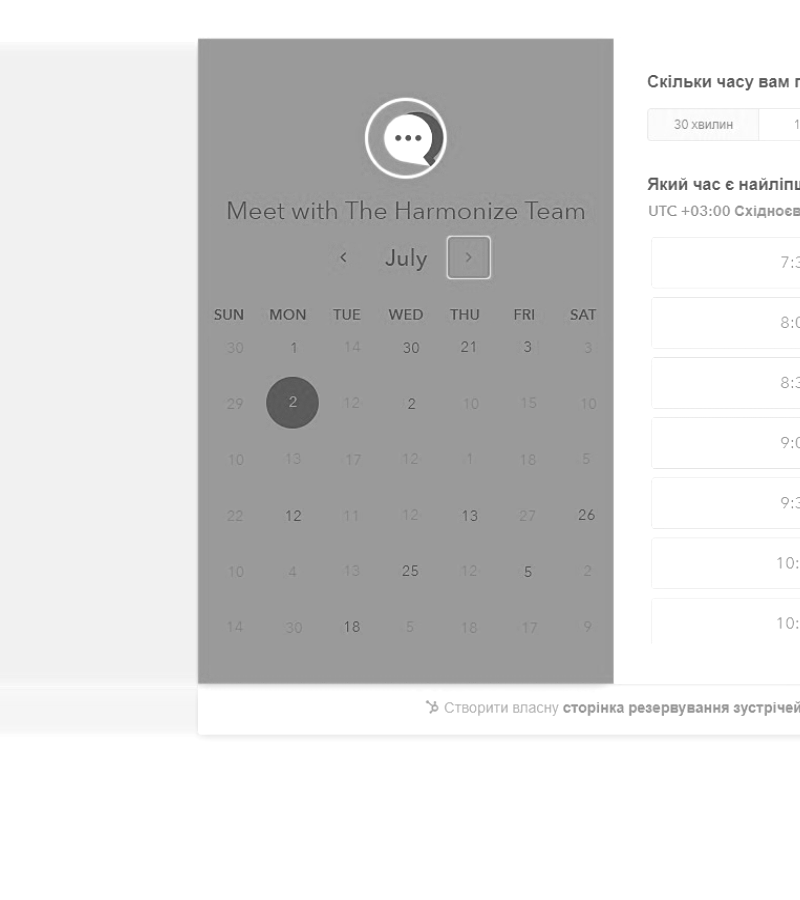 Meet with The Harmonize Team
July
SUN MON TUE WED THU FRI SAT
30 1 14 30 21 3 3
29 2 12 2 10 15 10
10 13 17 12 1 18 5
22 12 11 12 13 27 26
10 4 13 25 12 5 2
14 30 18 5 18 17 9
Скільки часу вам
30 хвилин 1
Який час є найліпш
UTC +03:00 Східноєв
7:3
8:0
8:3
9:0
9:3
10:
10:
Створити власну сторінка резервування зустрічей